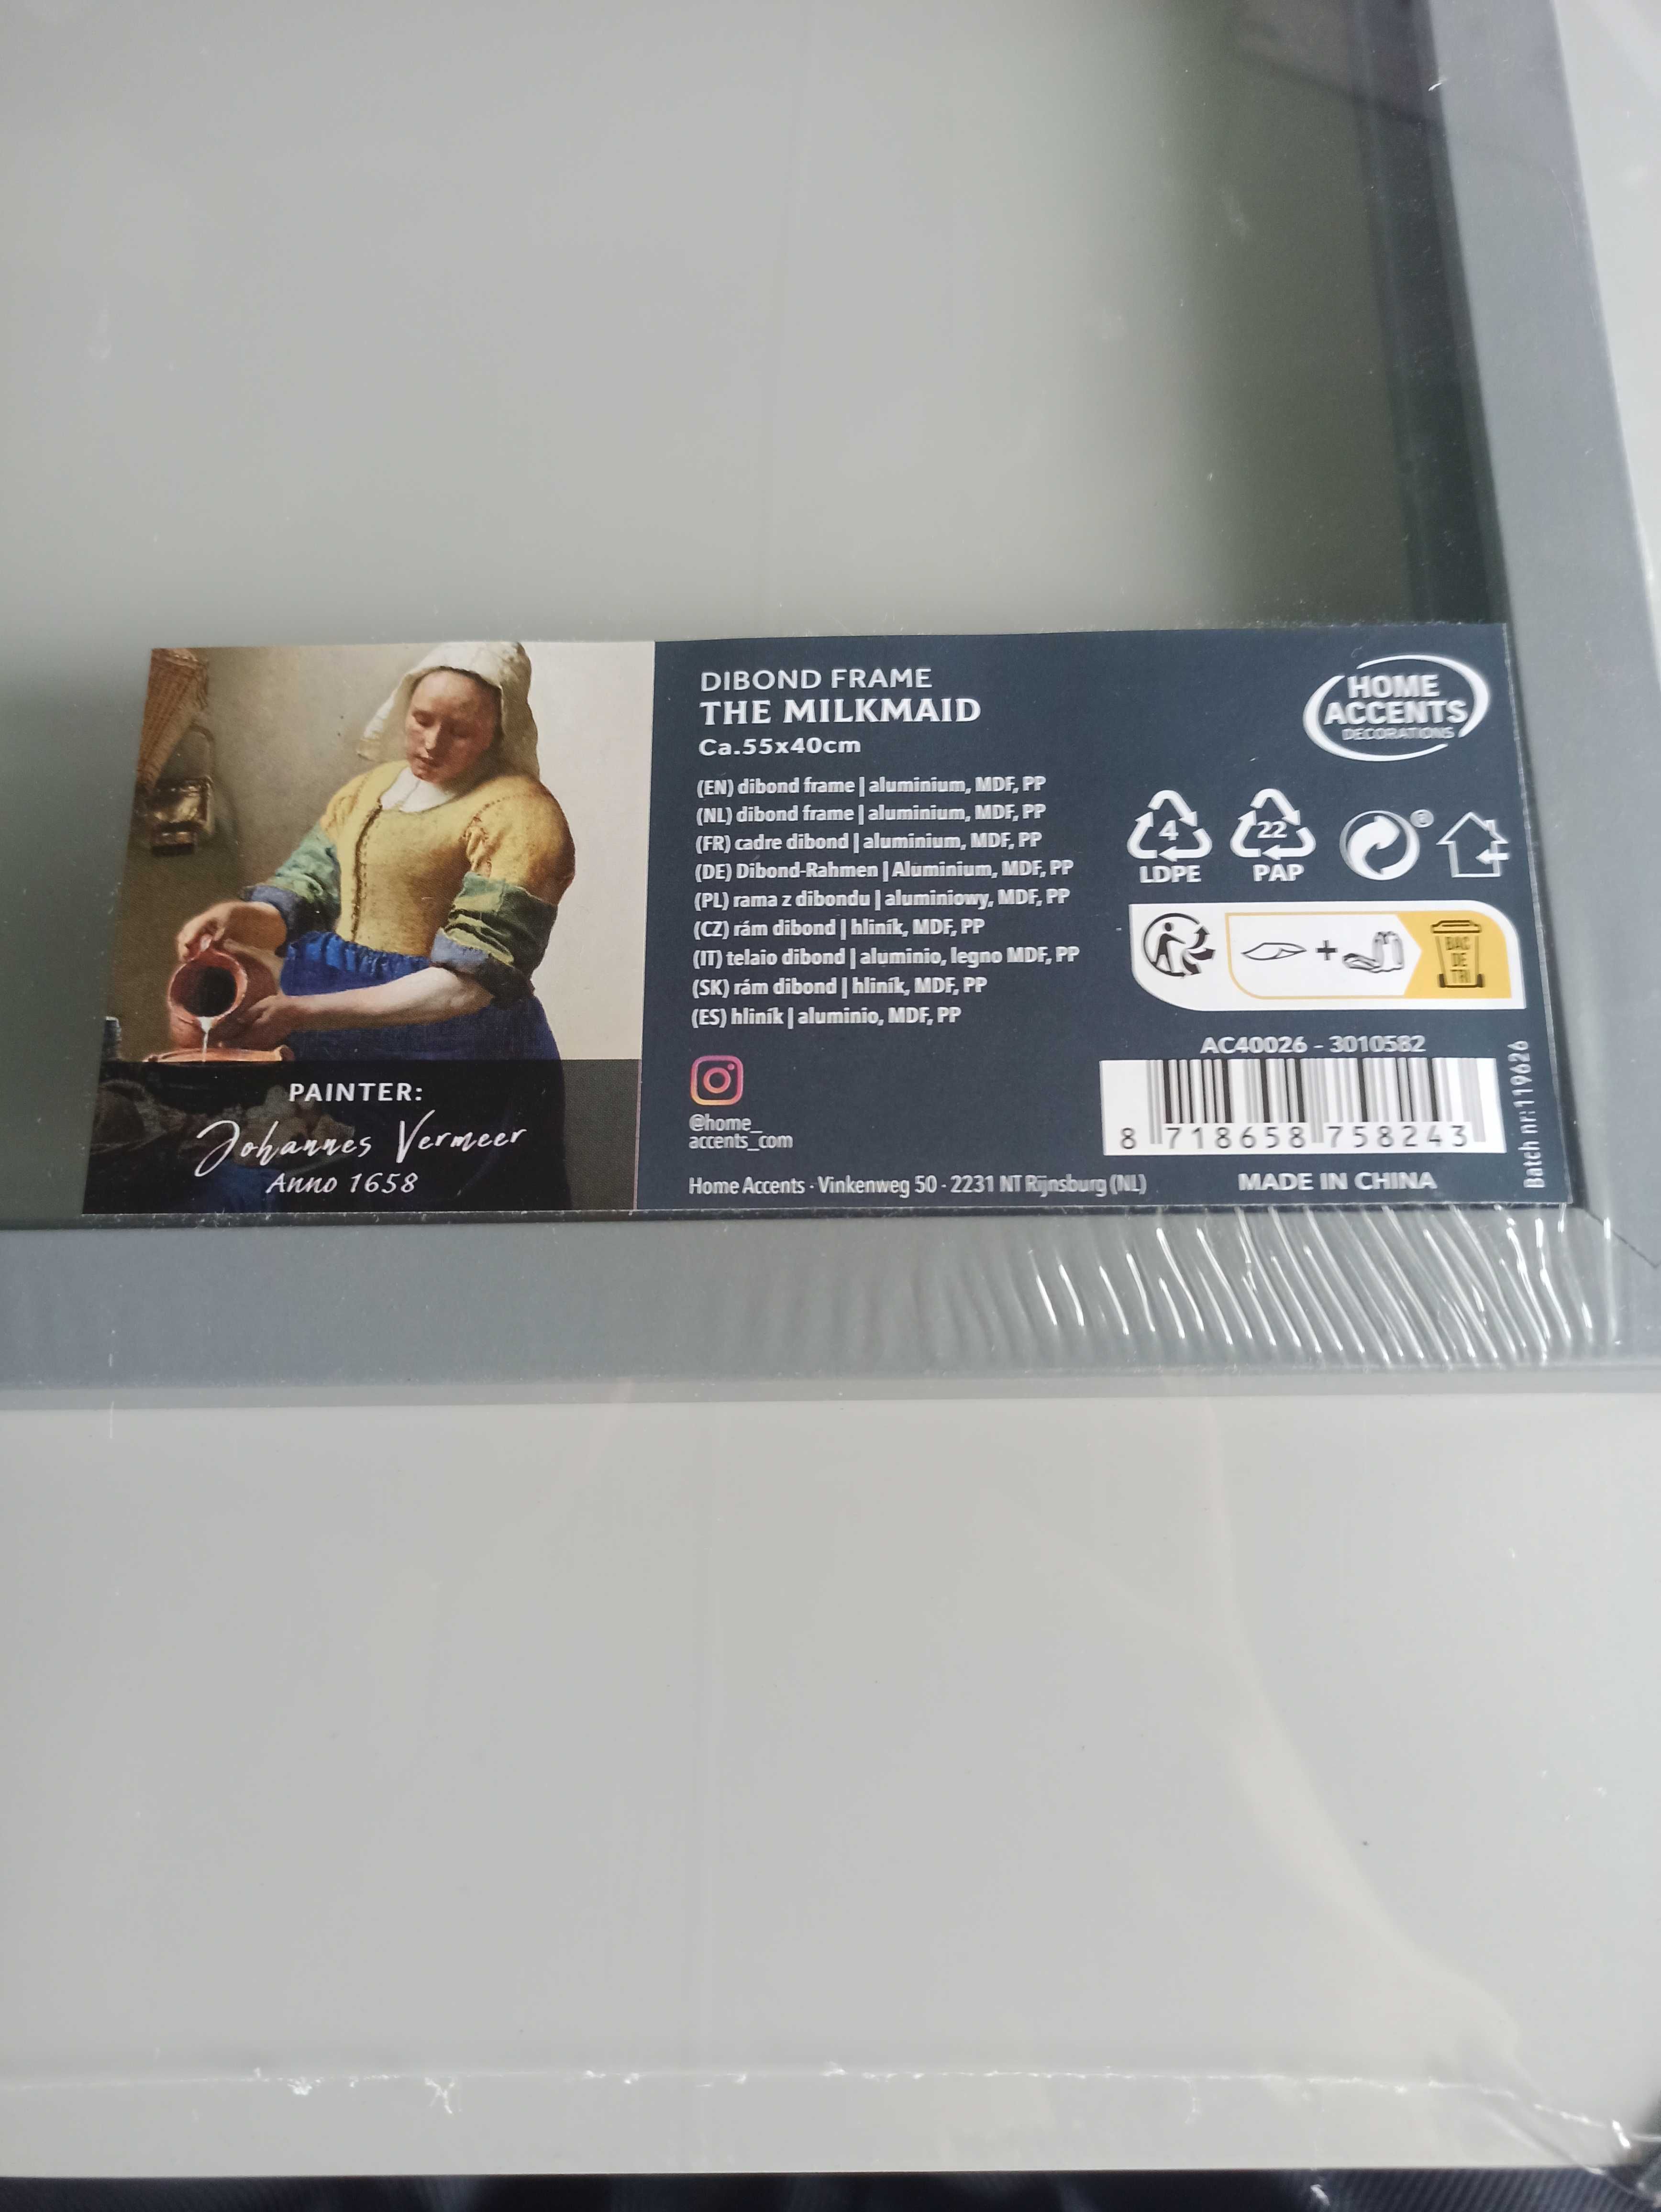 PAINTER:
Johannes Vermeer
Anno 1658
DIBOND FRAME
THE MILKMAID
Ca.55x40cm
(EN) dibond frame | aluminium, MDF, PP
(NL) dibond frame | aluminium, MDF, PP
(FR) cadre dibond | aluminium, MDF, PP
(DE) Dibond-Rahmen | Aluminium, MDF, PP
(PL) rama z dibondu | aluminiowy, MDF, PP
(CZ) rám dibond | hliník, MDF, PP
(IT) telaio dibond | aluminio, legno MDF, PP
(SK) rám dibond | hliník, MDF, PP
(ES) hliník | aluminio, MDF, PP
@home_
accents_com
Home Accents · Vinkenweg 50 · 2231 NT Rijnsburg (NL)
HOME
ACCENTS
DECORATIONS
4
LDPE
22
PAP
®
+
BAC
DE
TRI
AC40026 - 3010582
8 718658 758243
MADE IN CHINA
Batch nr:119626